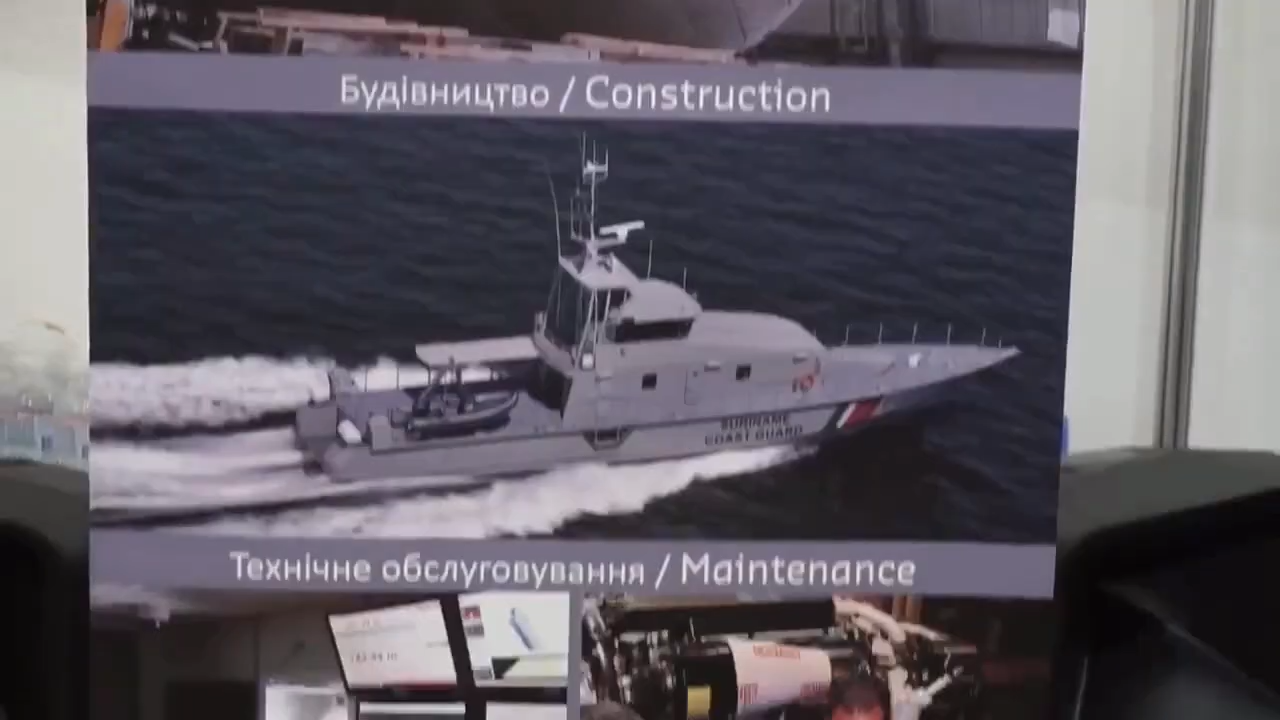 Будівництво / Construction
SURINAME
COAST GUARD
Технічне обслуговування / Maintenance